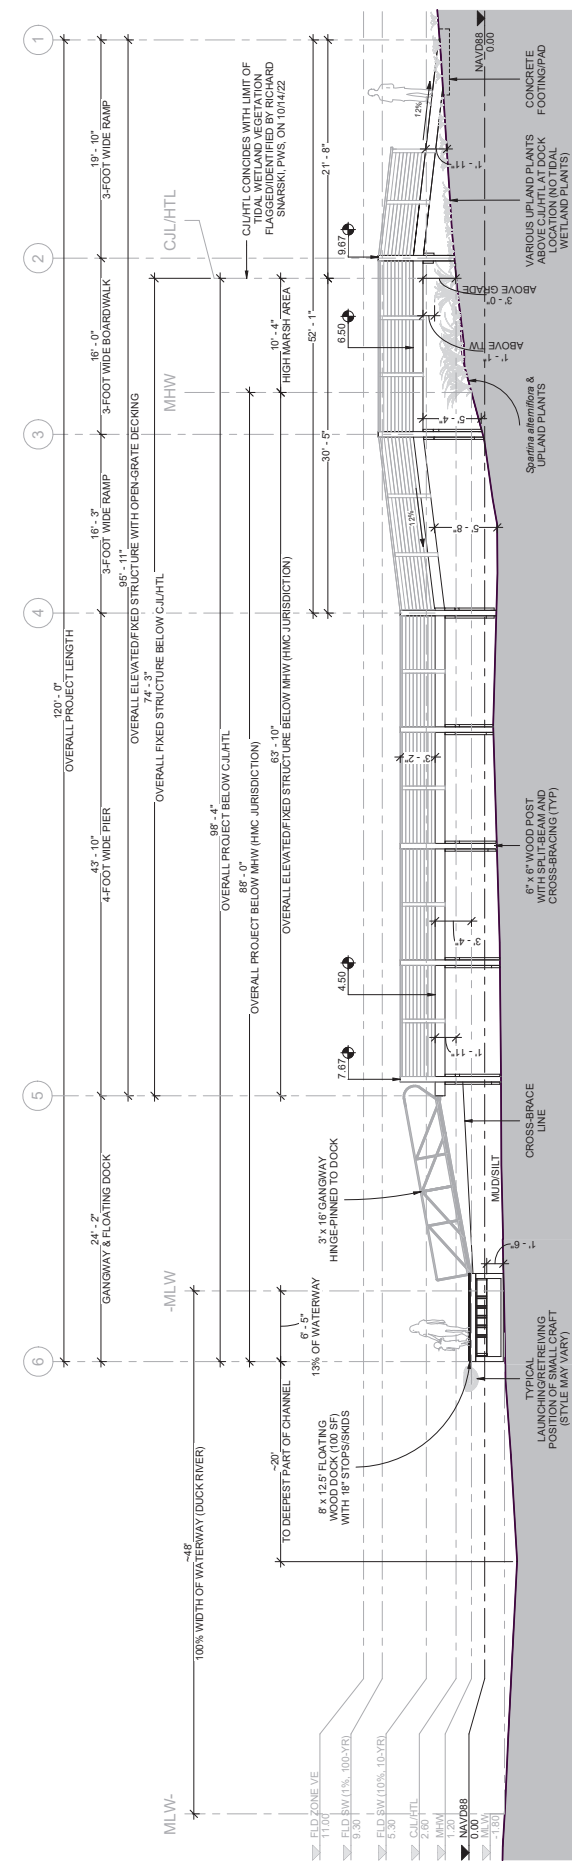 1
2
3
4
5
6
120' - 0"
OVERALL PROJECT LENGTH
24' - 2"
GANGWAY & FLOATING DOCK
43' - 10"
4-FOOT WIDE PIER
16' - 3"
3-FOOT WIDE RAMP
16' - 0"
3-FOOT WIDE BOARDWALK
19' - 10"
3-FOOT WIDE RAMP
95' - 11"
OVERALL ELEVATED/FIXED STRUCTURE WITH OPEN-GRATE DECKING
74' - 3"
OVERALL FIXED STRUCTURE BELOW CJL/HTL
MLW-
-MLW
MHW
CJL/HTL
~48'
100% WIDTH OF WATERWAY (DUCK RIVER)
98' - 4"
OVERALL PROJECT BELOW CJL/HTL
88' - 0"
OVERALL PROJECT BELOW MHW (HMC JURISDICTION)
CJL/HTL COINCIDES WITH LIMIT OF
TIDAL WETLAND VEGETATION
FLAGGED/IDENTIFIED BY RICHARD
SNARSKI, PWS, ON 10/14/22
~20'
TO DEEPEST PART OF CHANNEL
6' - 5"
13% OF WATERWAY
63' - 10"
OVERALL ELEVATED/FIXED STRUCTURE BELOW MHW (HMC JURISDICTION)
10' - 4"
HIGH MARSH AREA
52' - 1"
30' - 5"
21' - 8"
8' x 12.5' FLOATING
WOOD DOCK (100 SF)
WITH 18" STOPS/SKIDS
3' x 16' GANGWAY
HINGE-PINNED TO DOCK
7.67
4.50
6.50
9.67
FLD ZONE VE
11.00
FLD SW (1%, 100-YR)
9.30
FLD SW (10%, 10-YR)
5.30
CJL/HTL
2.60
MHW
1.20
NAVD88
0.00
MLW
-1.80
3' - 2"
12%
12%
1' - 11"
3' - 4"
5' - 8"
5' - 4"
1' - 1"
ABOVE TW
3' - 0"
ABOVE GRADE
1' - 11"
1' - 6"
MUD/SILT
NAVD88
0.00
TYPICAL
LAUNCHING/RETREIVING
POSITION OF SMALL CRAFT
(STYLE MAY VARY)
CROSS-BRACE
LINE
6" x 6" WOOD POST
WITH SPLIT-BEAM AND
CROSS-BRACING (TYP)
Spartina alterniflora &
UPLAND PLANTS
VARIOUS UPLAND PLANTS
ABOVE CJL/HTL AT DOCK
LOCATION (NO TIDAL
WETLAND PLANTS)
CONCRETE
FOOTING/PAD